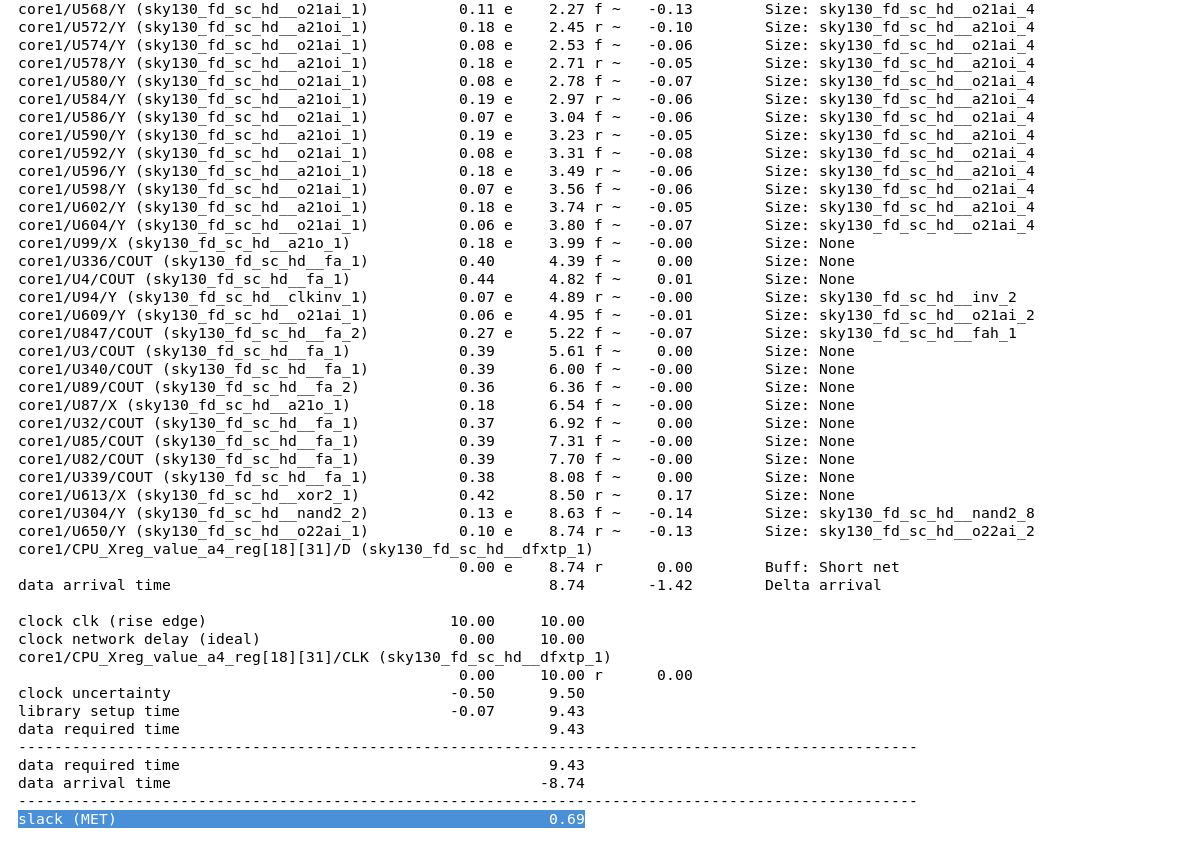 core1/U568/Y (sky130_fd_sc_hd__o21ai_1) 0.11 e 2.27 f ~ -0.13 Size: sky130_fd_sc_hd__o21ai_4
core1/U572/Y (sky130_fd_sc_hd__a21oi_1) 0.18 e 2.45 r ~ -0.10 Size: sky130_fd_sc_hd__a21oi_4
core1/U574/Y (sky130_fd_sc_hd__o21ai_1) 0.08 e 2.53 f ~ -0.06 Size: sky130_fd_sc_hd__o21ai_4
core1/U578/Y (sky130_fd_sc_hd__a21oi_1) 0.18 e 2.71 r ~ -0.05 Size: sky130_fd_sc_hd__a21oi_4
core1/U580/Y (sky130_fd_sc_hd__o21ai_1) 0.08 e 2.78 f ~ -0.07 Size: sky130_fd_sc_hd__o21ai_4
core1/U584/Y (sky130_fd_sc_hd__a21oi_1) 0.19 e 2.97 r ~ -0.06 Size: sky130_fd_sc_hd__a21oi_4
core1/U586/Y (sky130_fd_sc_hd__o21ai_1) 0.07 e 3.04 f ~ -0.06 Size: sky130_fd_sc_hd__o21ai_4
core1/U590/Y (sky130_fd_sc_hd__a21oi_1) 0.19 e 3.23 r ~ -0.05 Size: sky130_fd_sc_hd__a21oi_4
core1/U592/Y (sky130_fd_sc_hd__o21ai_1) 0.08 e 3.31 f ~ -0.08 Size: sky130_fd_sc_hd__o21ai_4
core1/U596/Y (sky130_fd_sc_hd__a21oi_1) 0.18 e 3.49 r ~ -0.06 Size: sky130_fd_sc_hd__a21oi_4
core1/U598/Y (sky130_fd_sc_hd__o21ai_1) 0.07 e 3.56 f ~ -0.06 Size: sky130_fd_sc_hd__o21ai_4
core1/U602/Y (sky130_fd_sc_hd__a21oi_1) 0.18 e 3.74 r ~ -0.05 Size: sky130_fd_sc_hd__a21oi_4
core1/U604/Y (sky130_fd_sc_hd__o21ai_1) 0.06 e 3.80 f ~ -0.07 Size: sky130_fd_sc_hd__o21ai_4
core1/U99/X (sky130_fd_sc_hd__a21o_1) 0.18 e 3.99 f ~ -0.00 Size: None
core1/U336/COUT (sky130_fd_sc_hd__fa_1) 0.40 4.39 f ~ 0.00 Size: None
core1/U4/COUT (sky130_fd_sc_hd__fa_1) 0.44 4.82 f ~ 0.01 Size: None
core1/U94/Y (sky130_fd_sc_hd__clkinv_1) 0.07 e 4.89 r ~ -0.00 Size: sky130_fd_sc_hd__inv_2
core1/U609/Y (sky130_fd_sc_hd__o21ai_1) 0.06 e 4.95 f ~ -0.01 Size: sky130_fd_sc_hd__o21ai_2
core1/U847/COUT (sky130_fd_sc_hd__fa_2) 0.27 e 5.22 f ~ -0.07 Size: sky130_fd_sc_hd__fah_1
core1/U3/COUT (sky130_fd_sc_hd__fa_1) 0.39 5.61 f ~ 0.00 Size: None
core1/U340/COUT (sky130_fd_sc_hd__fa_1) 0.39 6.00 f ~ -0.00 Size: None
core1/U89/COUT (sky130_fd_sc_hd__fa_2) 0.36 6.36 f ~ -0.00 Size: None
core1/U87/X (sky130_fd_sc_hd__a21o_1) 0.18 6.54 f ~ -0.00 Size: None
core1/U32/COUT (sky130_fd_sc_hd__fa_1) 0.37 6.92 f ~ 0.00 Size: None
core1/U85/COUT (sky130_fd_sc_hd__fa_1) 0.39 7.31 f ~ -0.00 Size: None
core1/U82/COUT (sky130_fd_sc_hd__fa_1) 0.39 7.70 f ~ -0.00 Size: None
core1/U339/COUT (sky130_fd_sc_hd__fa_1) 0.38 8.08 f ~ 0.00 Size: None
core1/U613/X (sky130_fd_sc_hd__xor2_1) 0.42 8.50 r ~ 0.17 Size: None
core1/U304/Y (sky130_fd_sc_hd__nand2_2) 0.13 e 8.63 f ~ -0.14 Size: sky130_fd_sc_hd__nand2_8
core1/U650/Y (sky130_fd_sc_hd__o22ai_1) 0.10 e 8.74 r ~ -0.13 Size: sky130_fd_sc_hd__o22ai_2
core1/CPU_Xreg_value_a4_reg[18][31]/D (sky130_fd_sc_hd__dfxtp_1)
0.00 e 8.74 r 0.00 Buff: Short net
data arrival time 8.74 -1.42 Delta arrival
clock clk (rise edge) 10.00 10.00
clock network delay (ideal) 0.00 10.00
core1/CPU_Xreg_value_a4_reg[18][31]/CLK (sky130_fd_sc_hd__dfxtp_1)
0.00 10.00 r 0.00
clock uncertainty -0.50 9.50
library setup time -0.07 9.43
data required time 9.43
----------------------------------------------------------------------------------------------------
data required time 9.43
data arrival time -8.74
----------------------------------------------------------------------------------------------------
slack (MET) 0.69